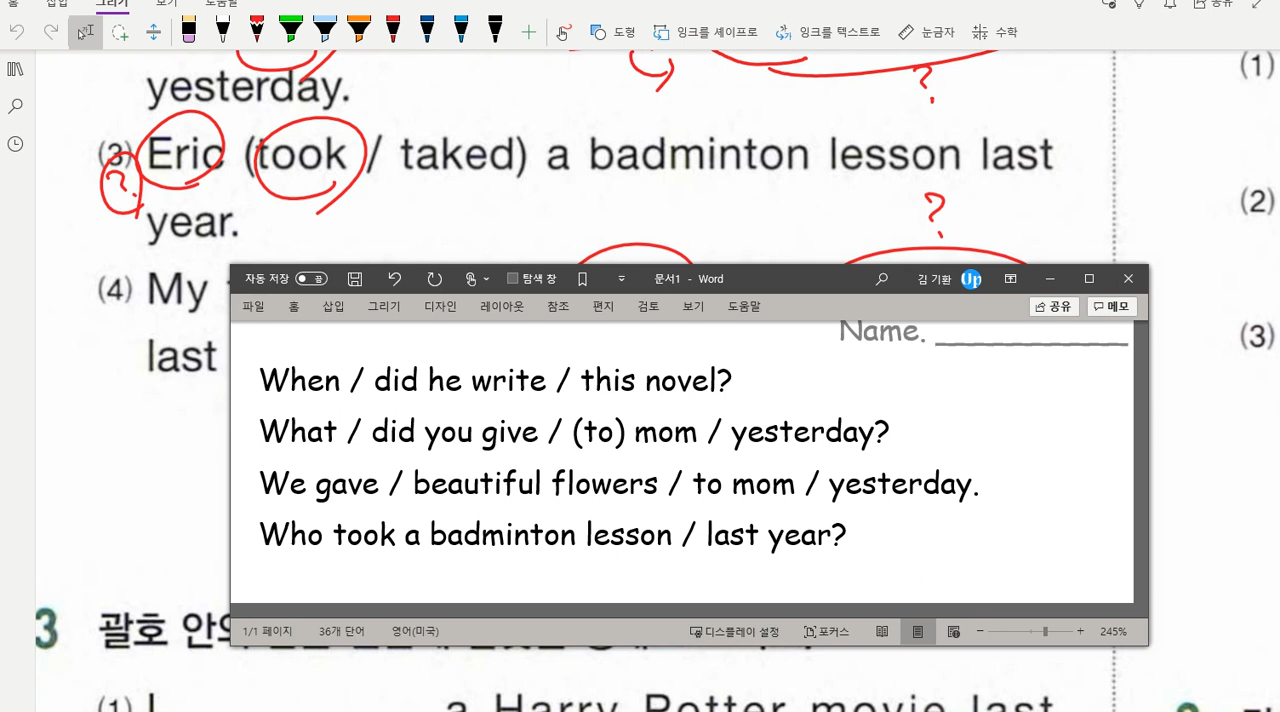 홈 삽입 그리기 보기 도움말 공유
도형 잉크를 셰이프로 잉크를 텍스트로 눈금자 수학
yesterday.
?
(1)
(3) Eric (took / taked) a badminton lesson last
?
year.
?
(2)
(4) My
last
(3)
자동 저장 끔 탐색 창 문서1 - Word 김 기환 Up
파일 홈 삽입 그리기 디자인 레이아웃 참조 편지 검토 보기 도움말 공유 메모
Name. ____________
When / did he write / this novel?
What / did you give / (to) mom / yesterday?
We gave / beautiful flowers / to mom / yesterday.
Who took a badminton lesson / last year?
1/1 페이지 36개 단어 영어(미국) 디스플레이 설정 포커스 245%
3 괄호 안의
(1) I a Harry Potter movie last